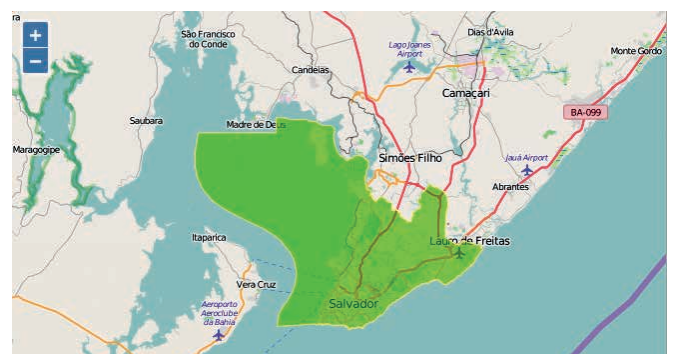 ra
+
−
São Francisco
do Conde
Lago Joanes
Airport
Dias d'Avila
Monte Gordo
Candeias
Camaçari
BA-099
Saubara
Madre de Deus
Maragogipe
Simões Filho
Jauá Airport
Abrantes
Itaparica
Lauro de Freitas
Vera Cruz
Aeroporto
Aeroclube
da Bahia
Salvador